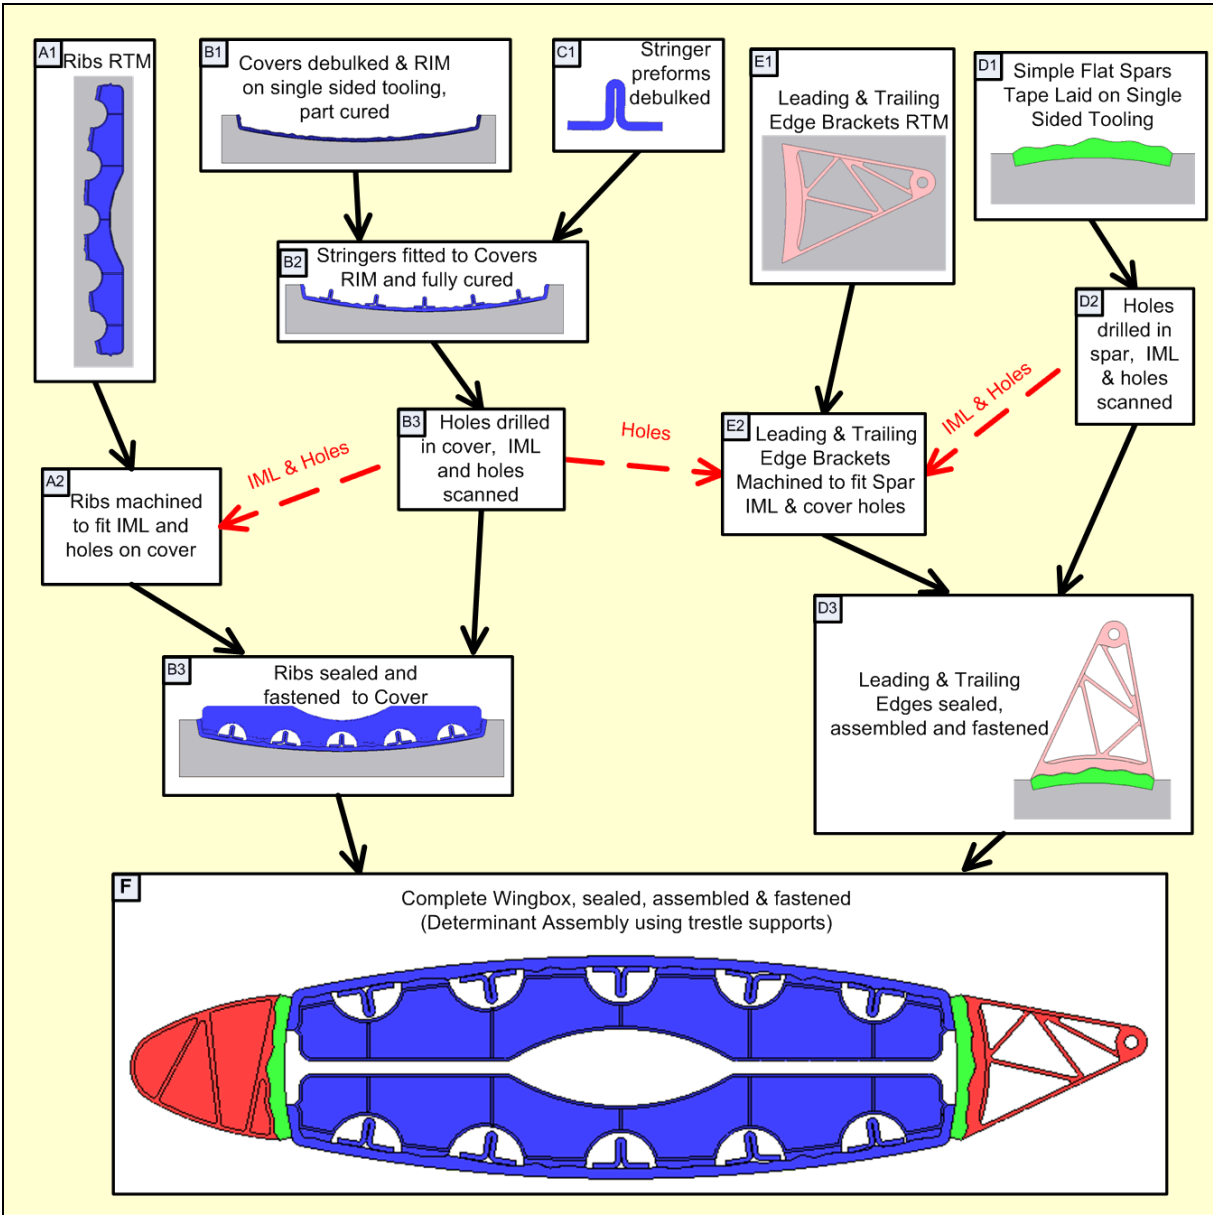 A1
Ribs RTM
B1
Covers debulked & RIM
on single sided tooling,
part cured
C1
Stringer
preforms
debulked
E1
Leading & Trailing
Edge Brackets RTM
D1
Simple Flat Spars
Tape Laid on Single
Sided Tooling
B2
Stringers fitted to Covers
RIM and fully cured
D2
Holes
drilled in
spar, IML
& holes
scanned
A2
Ribs machined
to fit IML and
holes on cover
IML & Holes
B3
Holes drilled
in cover, IML
and holes
scanned
Holes
E2
Leading & Trailing
Edge Brackets
Machined to fit Spar
IML & cover holes
IML & Holes
B3
Ribs sealed and
fastened to Cover
D3
Leading & Trailing
Edges sealed,
assembled and fastened
F
Complete Wingbox, sealed, assembled & fastened
(Determinant Assembly using trestle supports)